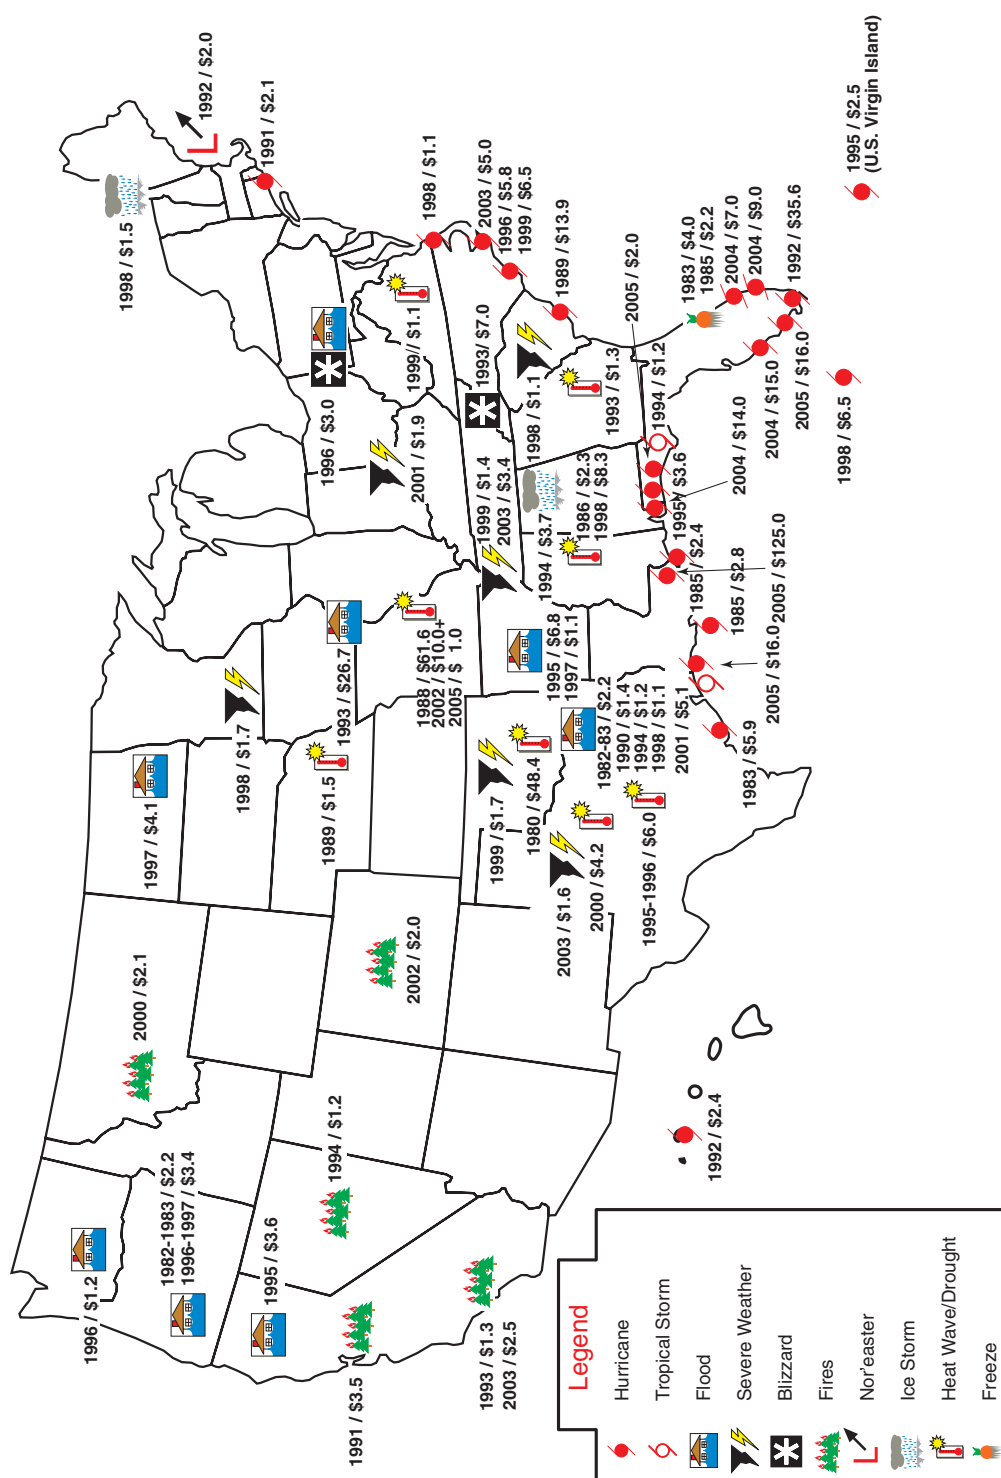 1996 / $1.2
1982-1983 / $2.2
1996-1997 / $3.4
1995 / $3.6
1991 / $3.5
1993 / $1.3
2003 / $2.5
1994 / $1.2
2000 / $2.1
2002 / $2.0
1992 / $2.4
1997 / $4.1
1998 / $1.7
1989 / $1.5
1993 / $26.7
1988 / $61.6
2002 / $10.0+
2005 / $ 1.0
1999 / $1.7
1980 / $48.4
2003 / $1.6
2000 / $4.2
1995-1996 / $6.0
1995 / $6.8
1997 / $1.1
1982-83 / $2.2
1990 / $1.4
1994 / $1.2
1998 / $1.1
2001 / $5.1
1983 / $5.9
2005 / $16.0
1985 / $2.8
2005 / $125.0
1985 / $2.4
1995 / $3.6
2004 / $14.0
1994 / $1.2
2005 / $2.0
1996 / $3.0
2001 / $1.9
1999 / $1.4
2003 / $3.4
1994 / $3.7
1986 / $2.3
1998 / $8.3
1998 / $1.1
1993 / $1.3
1993/ $7.0
1999/ / $1.1
1998 / $1.5
1992 / $2.0
1991 / $2.1
1998 / $1.1
2003 / $5.0
1996 / $5.8
1999 / $6.5
1989 / $13.9
1983 / $4.0
1985 / $2.2
2004 / $7.0
2004 / $9.0
1992 / $35.6
2004 / $15.0
2005 / $16.0
1998 / $6.5
1995 / $2.5
(U.S. Virgin Island)
Legend
Hurricane
Tropical Storm
Flood
Severe Weather
Blizzard
Fires
Nor'easter
Ice Storm
Heat Wave/Drought
Freeze